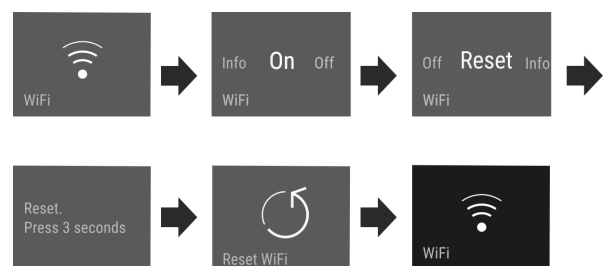 WiFi
Info On Off
WiFi
Off Reset Info
WiFi
Reset.
Press 3 seconds
Reset WiFi
WiFi